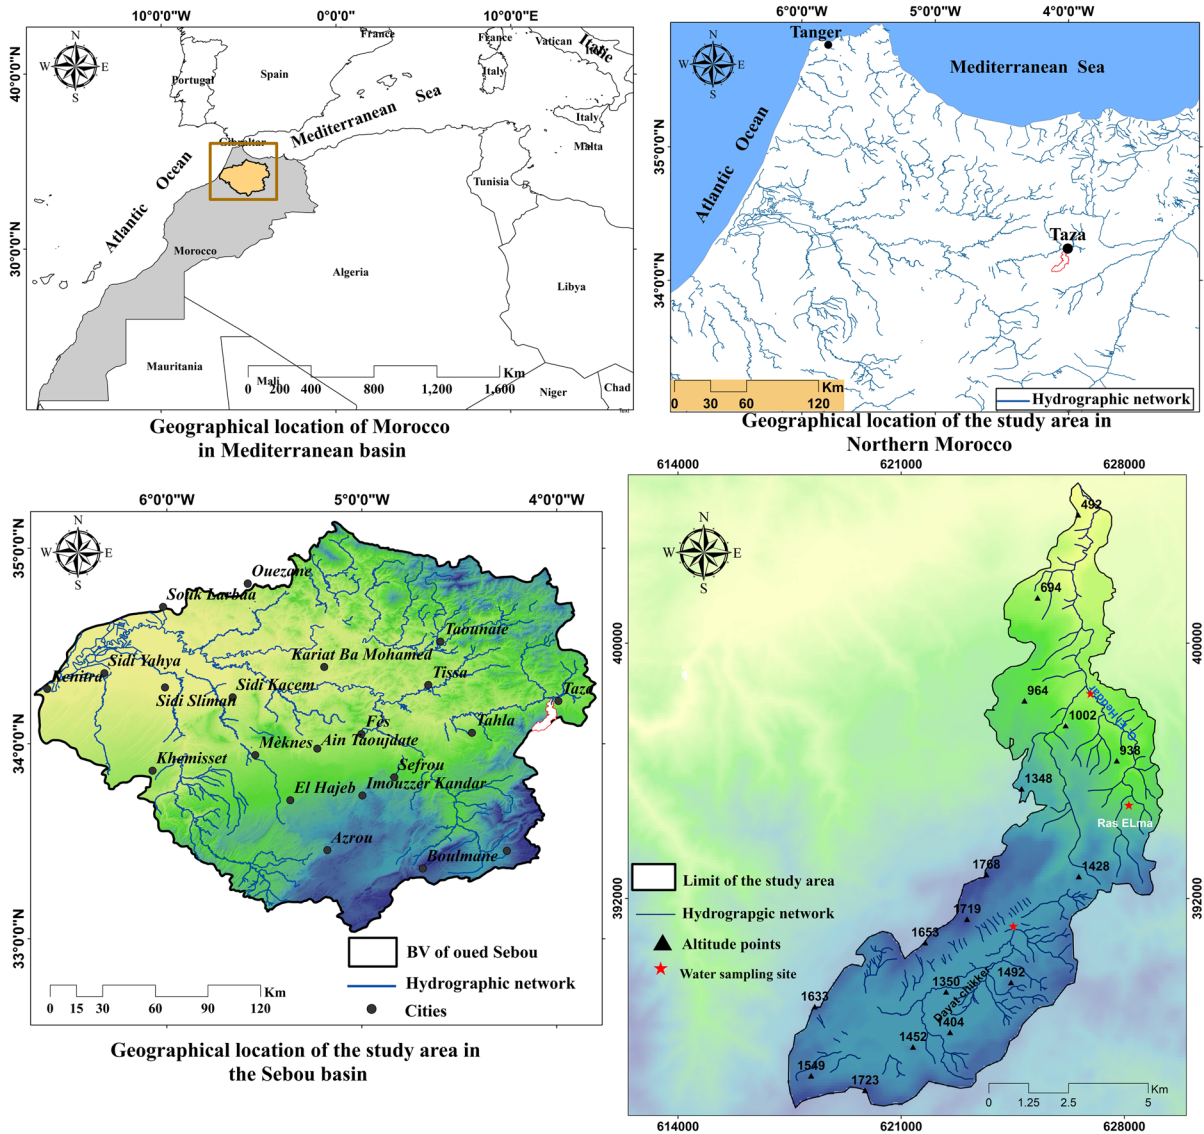 10°0'0"W
0°0'0"
10°0'0"E
40°0'0"N
30°0'0"N
N
W
E
S
France
France
Vatican
Italie
Portugal
Spain
Italy
Mediterranean Sea
Italy
Gibraltar
Malta
Atlantic Ocean
Tunisia
Morocco
Algeria
Libya
Mauritania
Mali
Niger
Chad
Km
0 200 400 800 1,200 1,600
Text
Geographical location of Morocco
in Mediterranean basin
6°0'0"W
5°0'0"W
4°0'0"W
35°0'0"N
34°0'0"N
Tanger
N
W
E
S
Mediterranean Sea
Atlantic Ocean
Taza
Km
0 30 60 120
Hydrographic network
Geographical location of the study area in
Northern Morocco
6°0'0"W
5°0'0"W
4°0'0"W
35°0'0"N
34°0'0"N
33°0'0"N
N
W
E
S
Ouezane
Souk Larbaa
Taounate
Kariat Ba Mohamed
Sidi Yahya
Kenitra
Sidi Kacem
Tissa
Sidi Sliman
Taza
Fès
Tahla
Mèknes
Ain Taoujdate
Khemisset
Sefrou
El Hajeb
Imouzzer Kandar
Azrou
Boulmane
BV of oued Sebou
Hydrographic network
Cities
Km
0 15 30 60 90 120
Geographical location of the study area in
the Sebou basin
614000
621000
628000
400000
392000
400000
392000
614000
621000
628000
N
W
E
S
492
694
964
1002
938
1348
Ras ELma
1428
1768
1719
1653
1492
1350
Dayat chikker
1633
1404
1452
1549
1723
Limit of the study area
Hydrograpgic network
Altitude points
Water sampling site
Km
0 1.25 2.5 5